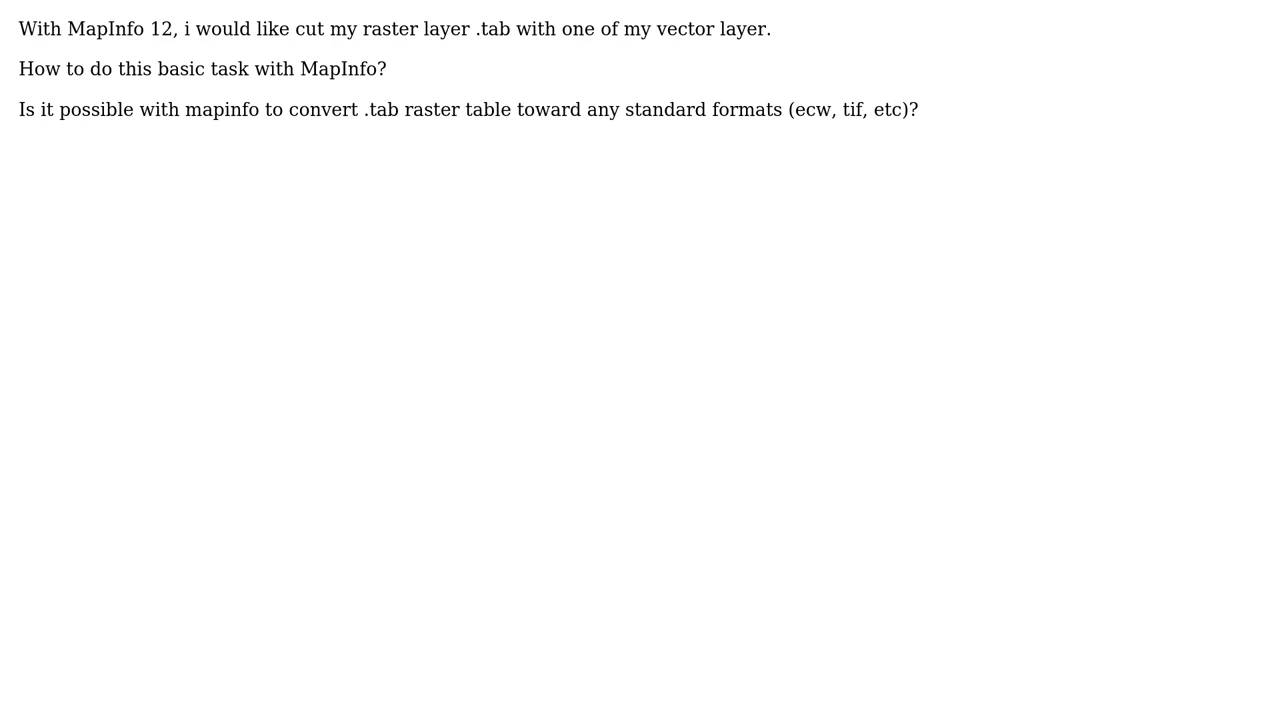 With MapInfo 12, i would like cut my raster layer .tab with one of my vector layer.
How to do this basic task with MapInfo?
Is it possible with mapinfo to convert .tab raster table toward any standard formats (ecw, tif, etc)?